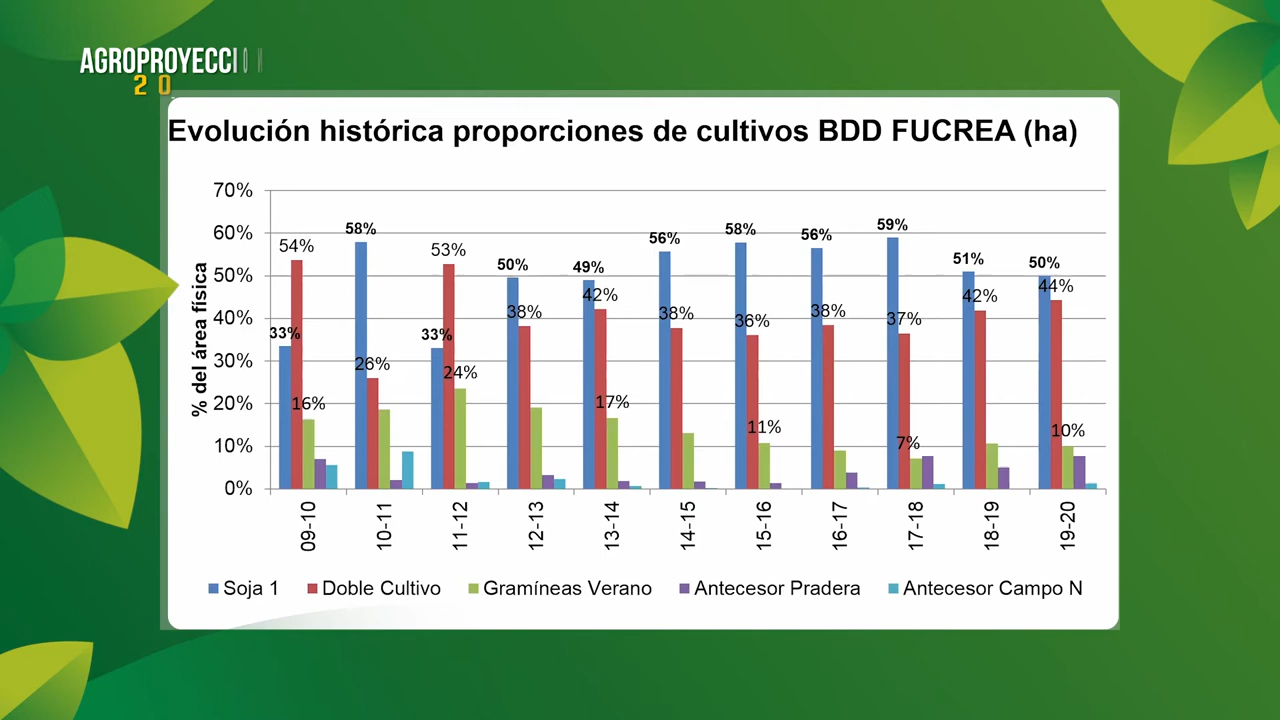 AGROPROYECCION
20
Evolución histórica proporciones de cultivos BDD FUCREA (ha)
% del área física
70%
60%
50%
40%
30%
20%
10%
0%
33% 54% 16%
58% 26%
33% 53% 24%
50% 38%
49% 42% 17%
56% 38%
58% 36% 11%
56% 38%
59% 37% 7%
51% 42%
50% 44% 10%
09-10 10-11 11-12 12-13 13-14 14-15 15-16 16-17 17-18 18-19 19-20
Soja 1 Doble Cultivo Gramíneas Verano Antecesor Pradera Antecesor Campo N